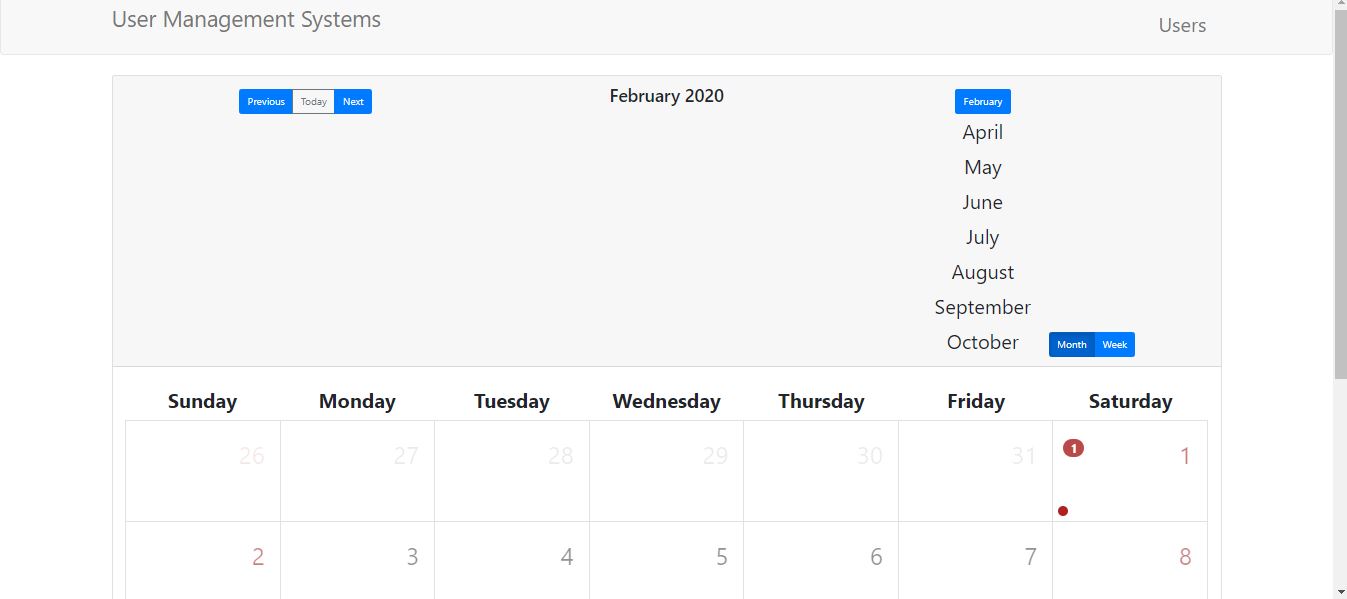 User Management Systems
Users
Previous Today Next
February 2020
February
April
May
June
July
August
September
October
Month Week
Sunday Monday Tuesday Wednesday Thursday Friday Saturday
26 27 28 29 30 31 1 1
2 3 4 5 6 7 8